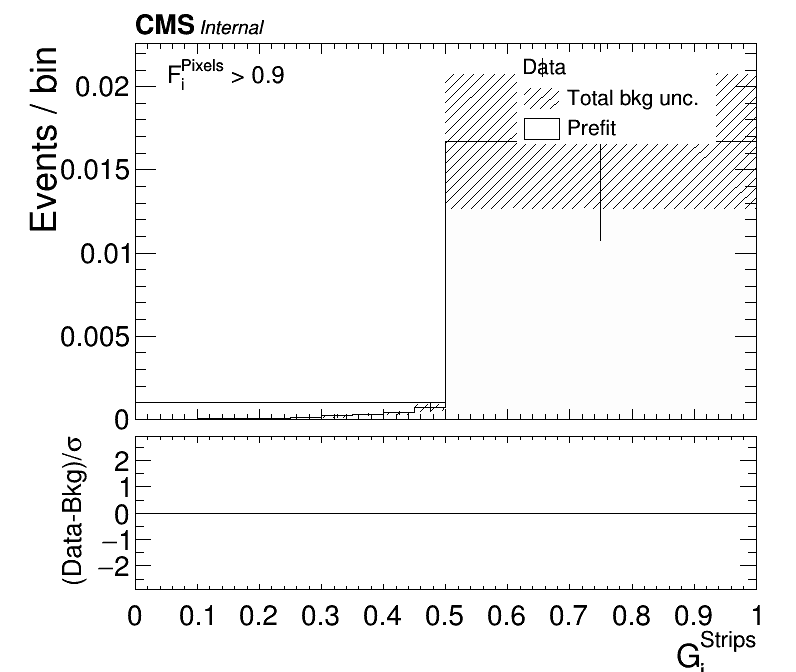 CMS Internal
F_i^Pixels > 0.9
Data
Total bkg unc.
Prefit
Events / bin
0.02
0.015
0.01
0.005
0
(Data-Bkg)/σ
2
1
0
−1
−2
0 0.1 0.2 0.3 0.4 0.5 0.6 0.7 0.8 0.9 1
G_i^Strips